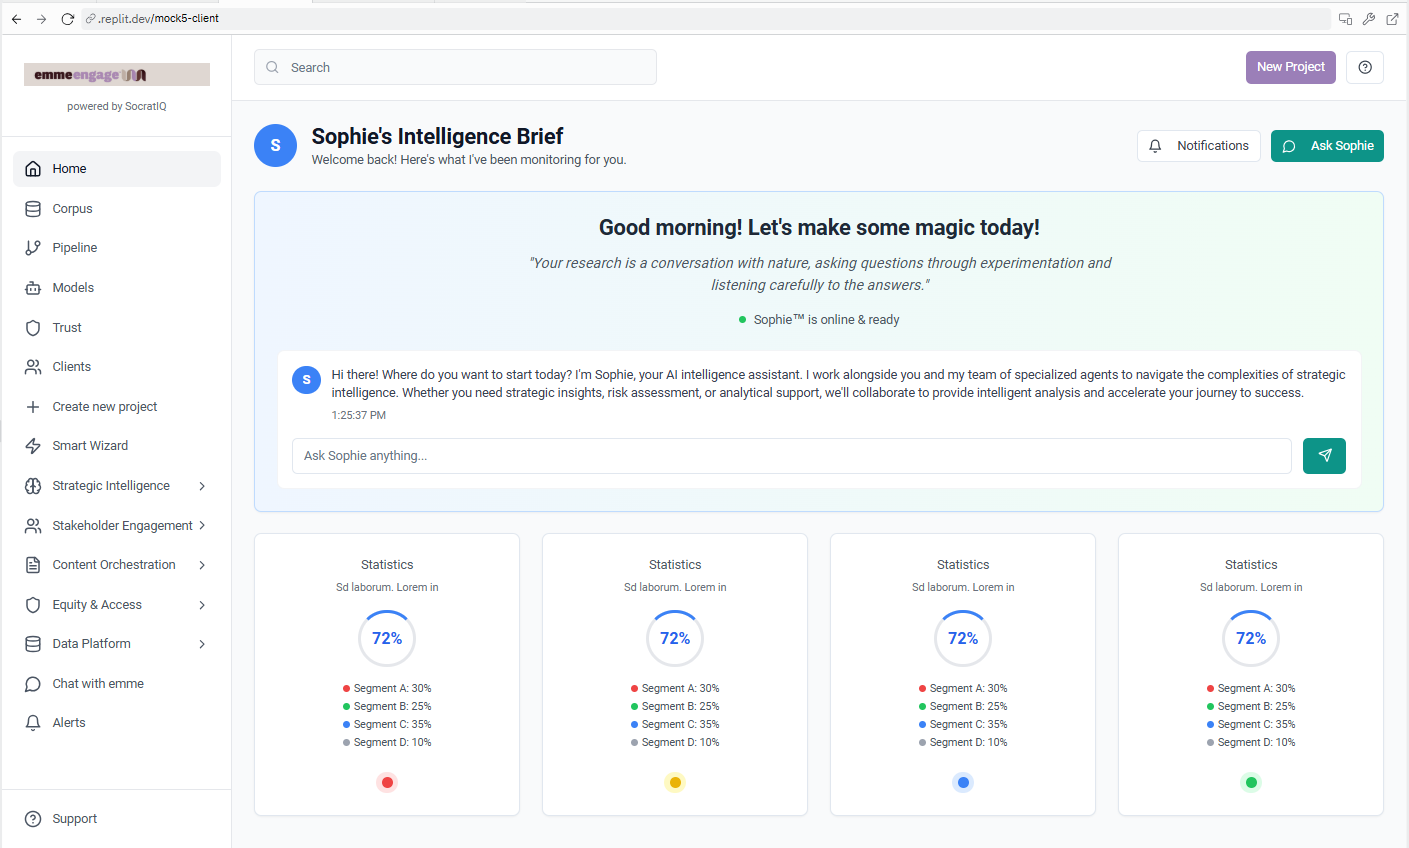 .replit.dev/mock5-client
emmeengage
powered by SocratIQ
Home
Corpus
Pipeline
Models
Trust
Clients
Create new project
Smart Wizard
Strategic Intelligence
Stakeholder Engagement
Content Orchestration
Equity & Access
Data Platform
Chat with emme
Alerts
Support
Search
New Project
S
Sophie's Intelligence Brief
Welcome back! Here's what I've been monitoring for you.
Notifications
Ask Sophie
Good morning! Let's make some magic today!
"Your research is a conversation with nature, asking questions through experimentation and
listening carefully to the answers."
Sophie™ is online & ready
S
Hi there! Where do you want to start today? I'm Sophie, your AI intelligence assistant. I work alongside you and my team of specialized agents to navigate the complexities of strategic
intelligence. Whether you need strategic insights, risk assessment, or analytical support, we'll collaborate to provide intelligent analysis and accelerate your journey to success.
1:25:37 PM
Ask Sophie anything...
Statistics
Sd laborum. Lorem in
72%
Segment A: 30%
Segment B: 25%
Segment C: 35%
Segment D: 10%
Statistics
Sd laborum. Lorem in
72%
Segment A: 30%
Segment B: 25%
Segment C: 35%
Segment D: 10%
Statistics
Sd laborum. Lorem in
72%
Segment A: 30%
Segment B: 25%
Segment C: 35%
Segment D: 10%
Statistics
Sd laborum. Lorem in
72%
Segment A: 30%
Segment B: 25%
Segment C: 35%
Segment D: 10%